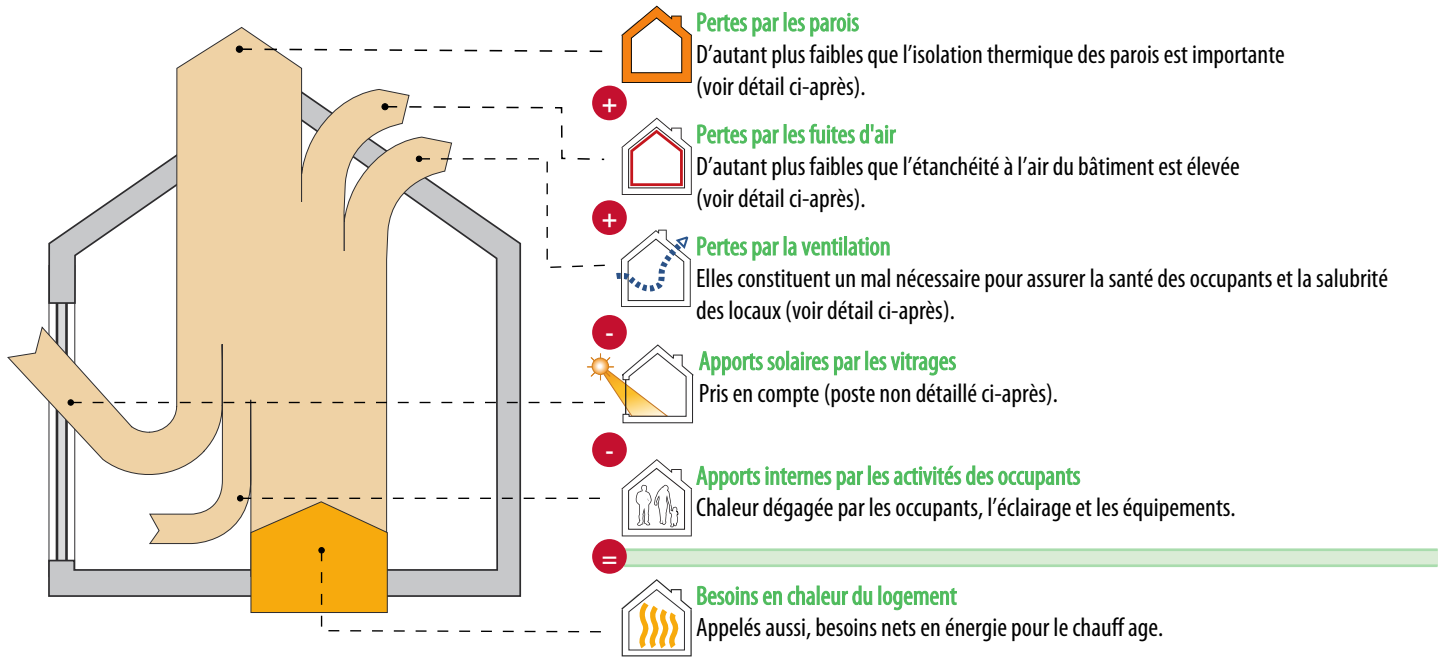 Pertes par les parois
D'autant plus faibles que l'isolation thermique des parois est importante
(voir détail ci-après).
+
Pertes par les fuites d'air
D'autant plus faibles que l'étanchéité à l'air du bâtiment est élevée
(voir détail ci-après).
+
Pertes par la ventilation
Elles constituent un mal nécessaire pour assurer la santé des occupants et la salubrité
des locaux (voir détail ci-après).
-
Apports solaires par les vitrages
Pris en compte (poste non détaillé ci-après).
-
Apports internes par les activités des occupants
Chaleur dégagée par les occupants, l'éclairage et les équipements.
=
Besoins en chaleur du logement
Appelés aussi, besoins nets en énergie pour le chauff age.